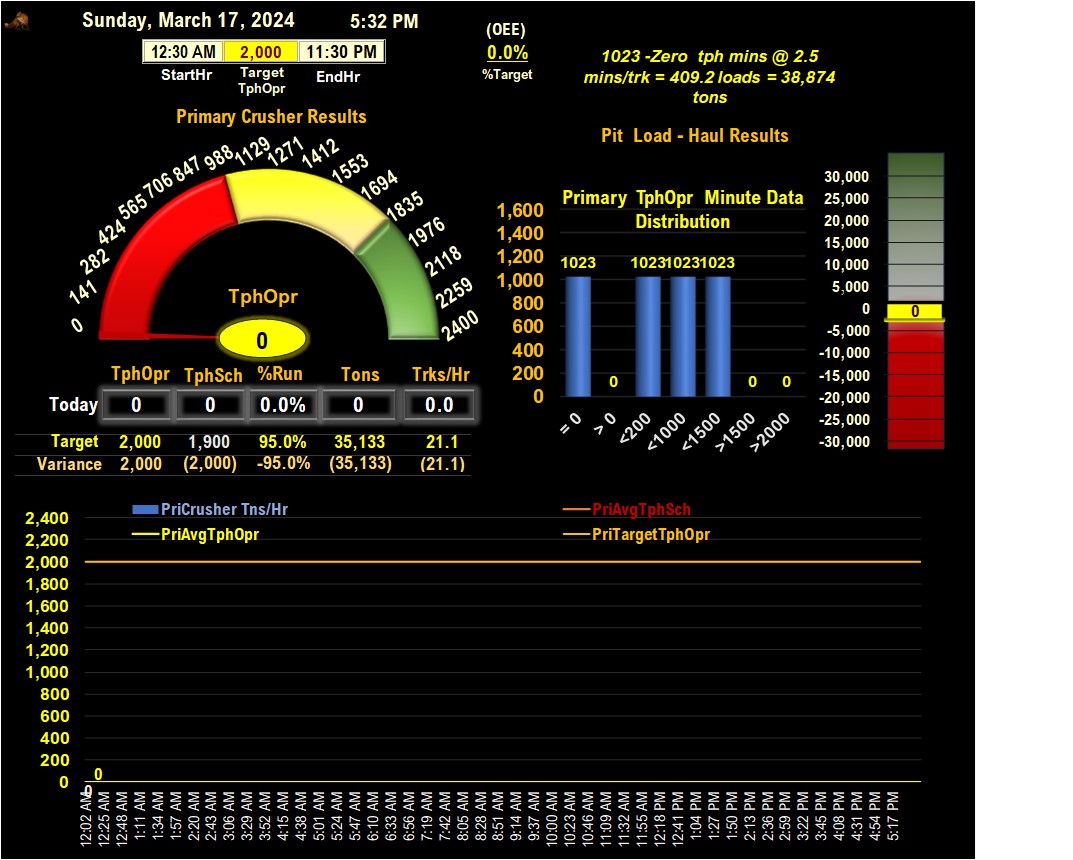 Sunday, March 17, 2024 5:32 PM
12:30 AM 2,000 11:30 PM
StartHr Target TphOpr EndHr
(OEE)
0.0%
%Target
1023 -Zero tph mins @ 2.5
mins/trk = 409.2 loads = 38,874
tons
Primary Crusher Results
0 141 282 424 565 706 847 988 1129 1271 1412 1553 1694 1835 1976 2118 2259 2400
TphOpr
0
TphOpr TphSch %Run Tons Trks/Hr
Today 0 0 0.0% 0 0.0
Target 2,000 1,900 95.0% 35,133 21.1
Variance 2,000 (2,000) -95.0% (35,133) (21.1)
Pit Load - Haul Results
Primary TphOpr Minute Data
Distribution
1,600
1,400
1,200
1,000
800
600
400
200
0
1023 0 1023 1023 1023 0 0
= 0 > 0 <200 <1000 <1500 >1500 >2000
30,000
25,000
20,000
15,000
10,000
5,000
0 0
-5,000
-10,000
-15,000
-20,000
-25,000
-30,000
PriCrusher Tns/Hr PriAvgTphSch
PriAvgTphOpr PriTargetTphOpr
2,400
2,200
2,000
1,800
1,600
1,400
1,200
1,000
800
600
400
200
0
0
0
12:02 AM 12:25 AM 12:48 AM 1:11 AM 1:34 AM 1:57 AM 2:20 AM 2:43 AM 3:06 AM 3:29 AM 3:52 AM 4:15 AM 4:38 AM 5:01 AM 5:24 AM 5:47 AM 6:10 AM 6:33 AM 6:56 AM 7:19 AM 7:42 AM 8:05 AM 8:28 AM 8:51 AM 9:14 AM 9:37 AM 10:00 AM 10:23 AM 10:46 AM 11:09 AM 11:32 AM 11:55 AM 12:18 PM 12:41 PM 1:04 PM 1:27 PM 1:50 PM 2:13 PM 2:36 PM 2:59 PM 3:22 PM 3:45 PM 4:08 PM 4:31 PM 4:54 PM 5:17 PM